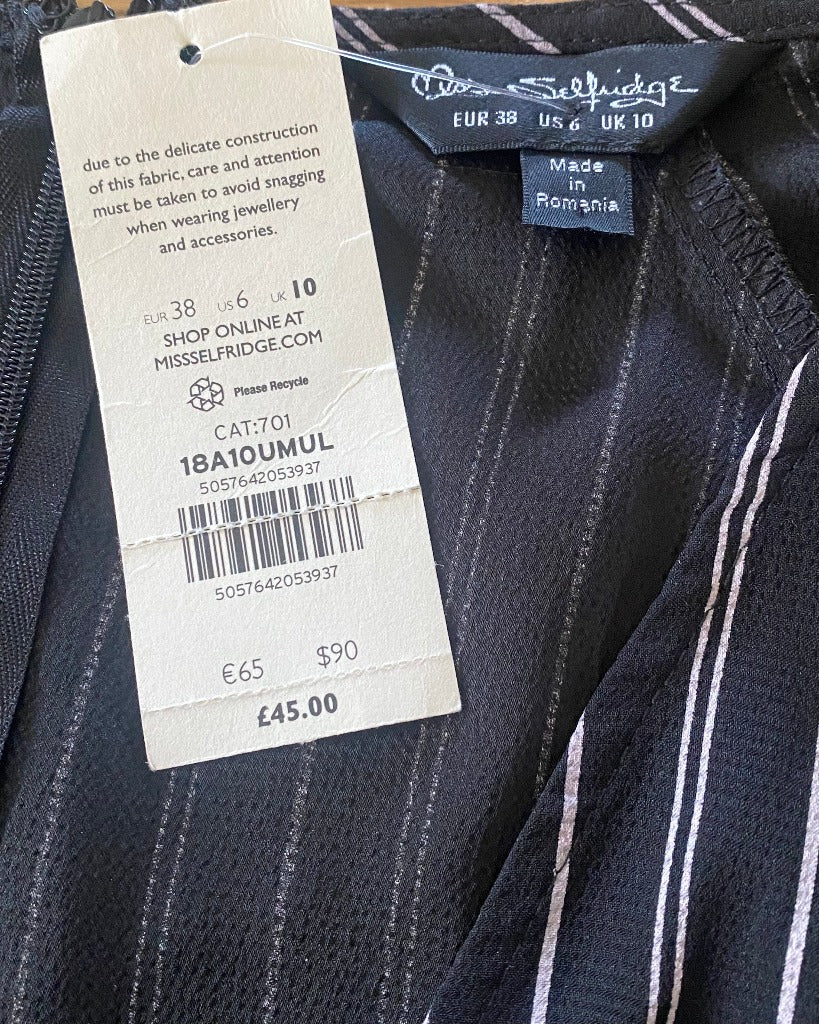 due to the delicate construction
of this fabric, care and attention
must be taken to avoid snagging
when wearing jewellery
and accessories.
EUR 38 US 6 UK 10
SHOP ONLINE AT
MISSSELFRIDGE.COM
Please Recycle
CAT:701
18A10UMUL
5057642053937
5057642053937
€65 $90
£45.00
Miss Selfridge
EUR 38 US 6 UK 10
Made
in
Romania